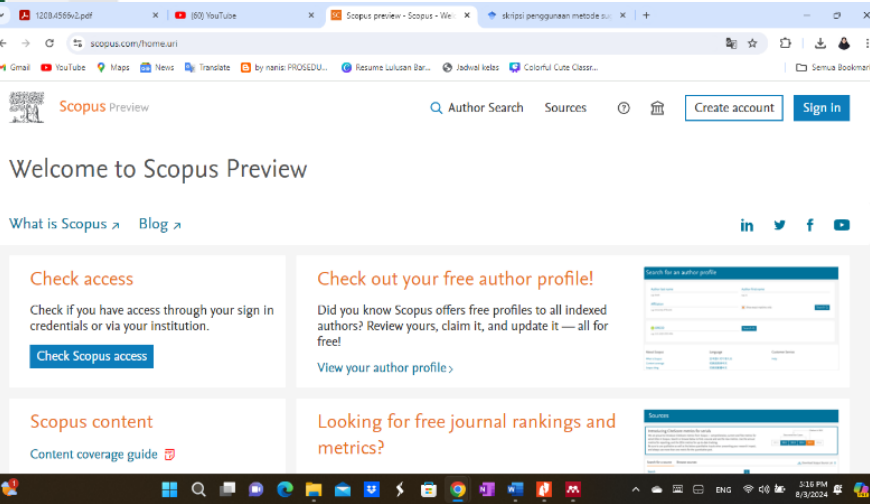 1208.4566v2.pdf
(60) YouTube
Scopus preview - Scopus - Wel
skripsi penggunaan metode su
scopus.com/home.uri
Gmail
YouTube
Maps
News
Translate
by nanis: PROSEDU...
Resume Lulusan Bar...
Jadwal kelas
Colorful Cute Classr...
Semua Bookmark
Scopus Preview
Author Search
Sources
Create account
Sign in
Welcome to Scopus Preview
What is Scopus
Blog
Check access
Check if you have access through your sign in
credentials or via your institution.
Check Scopus access
Check out your free author profile!
Did you know Scopus offers free profiles to all indexed
authors? Review yours, claim it, and update it — all for
free!
View your author profile
Search for an author profile
Scopus content
Content coverage guide
Looking for free journal rankings and
metrics?
Sources
ENG
5:16 PM
8/3/2024